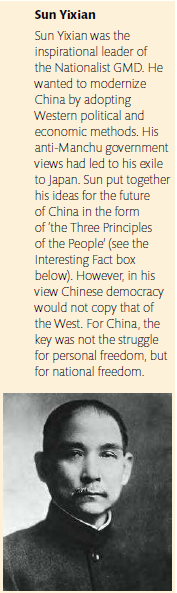 Sun Yixian
Sun Yixian was the
inspirational leader of
the Nationalist GMD. He
wanted to modernize
China by adopting
Western political and
economic methods. His
anti-Manchu government
views had led to his exile
to Japan. Sun put together
his ideas for the future
of China in the form
of ‘the Three Principles
of the People’ (see the
Interesting Fact box
below). However, in his
view Chinese democracy
would not copy that of
the West. For China, the
key was not the struggle
for personal freedom, but
for national freedom.